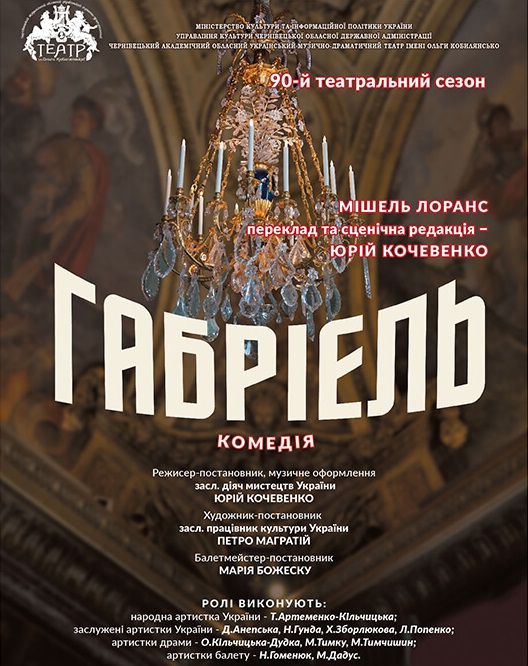 ТЕАТР
МІНІСТЕРСТВО КУЛЬТУРИ ТА ІНФОРМАЦІЙНОЇ ПОЛІТИКИ УКРАЇНИ
УПРАВЛІННЯ КУЛЬТУРИ ЧЕРНІВЕЦЬКОЇ ОБЛАСНОЇ ДЕРЖАВНОЇ АДМІНІСТРАЦІЇ
ЧЕРНІВЕЦЬКИЙ АКАДЕМІЧНИЙ ОБЛАСНИЙ УКРАЇНСЬКИЙ МУЗИЧНО-ДРАМАТИЧНИЙ ТЕАТР ІМЕНІ ОЛЬГИ КОБИЛЯНСЬКОЇ
90-й театральний сезон
МІШЕЛЬ ЛОРАНС
переклад та сценічна редакція –
ЮРІЙ КОЧЕВЕНКО
ГАБРІЄЛЬ
КОМЕДІЯ
Режисер-постановник, музичне оформлення
засл. діяч мистецтв України
ЮРІЙ КОЧЕВЕНКО
Художник-постановник
засл. працівник культури України
ПЕТРО МАГРАТІЙ
Балетмейстер-постановник
МАРІЯ БОЖЕСКУ
РОЛІ ВИКОНУЮТЬ:
народна артистка України - Т.Артеменко-Кільчицька;
заслужені артистки України - Д.Анепська, Н.Гунда, Х.Зборлюкова, Л.Попенко;
артистки драми - О.Кільчицька-Дудка, М.Тимку, М.Тимчишин;
артистки балету - Н.Гоменюк, М.Дадус.